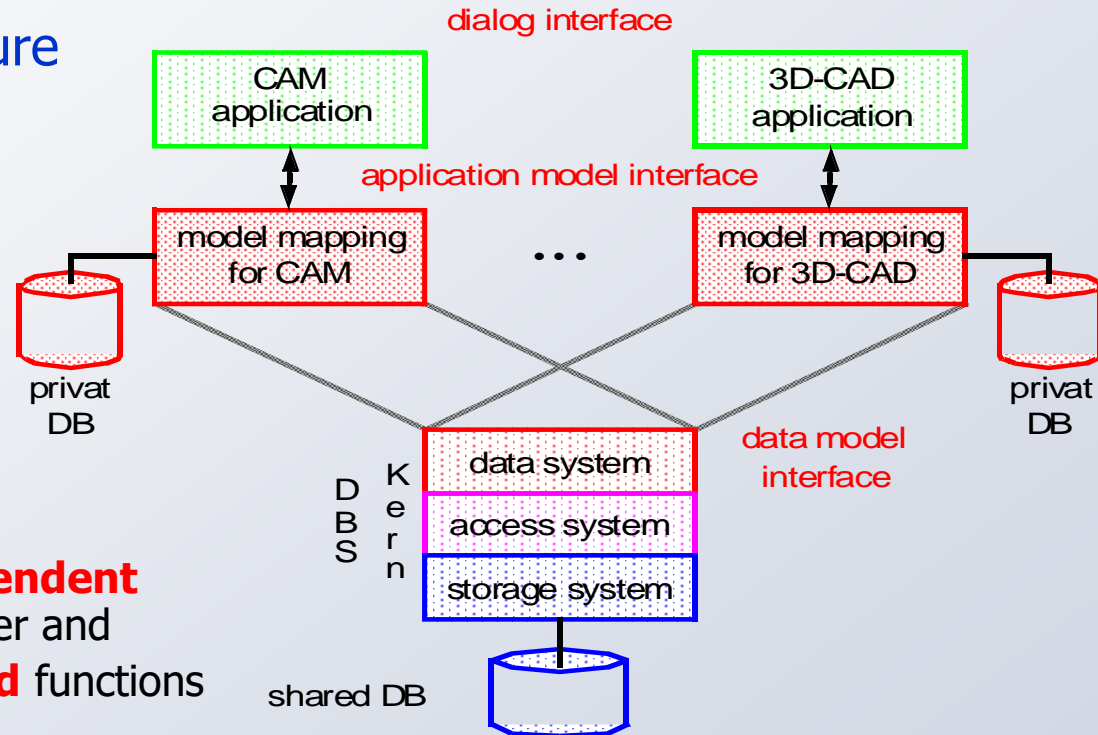 dialog interface
ure
CAM
application
3D-CAD
application
application model interface
model mapping
for CAM
...
model mapping
for 3D-CAD
privat
DB
privat
DB
data model
interface
DBS
Kern
data system
access system
storage system
endent
er and
d functions
shared DB